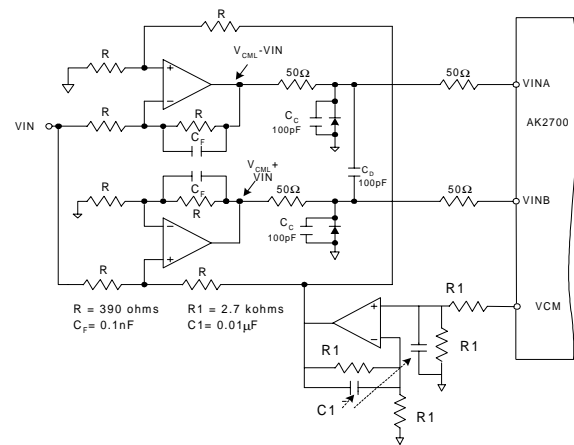 R
R
V_CML-VIN
50Ω
50Ω
VINA
C_C
100pF
AK2700
VIN
R
R
C_F
C_D
100pF
V_CML+
VIN
C_F
R
R
50Ω
50Ω
VINB
C_C
100pF
R
R
R1
VCM
R = 390 ohms
R1 = 2.7 kohms
C_F= 0.1nF
C1= 0.01µF
R1
R1
C1
R1